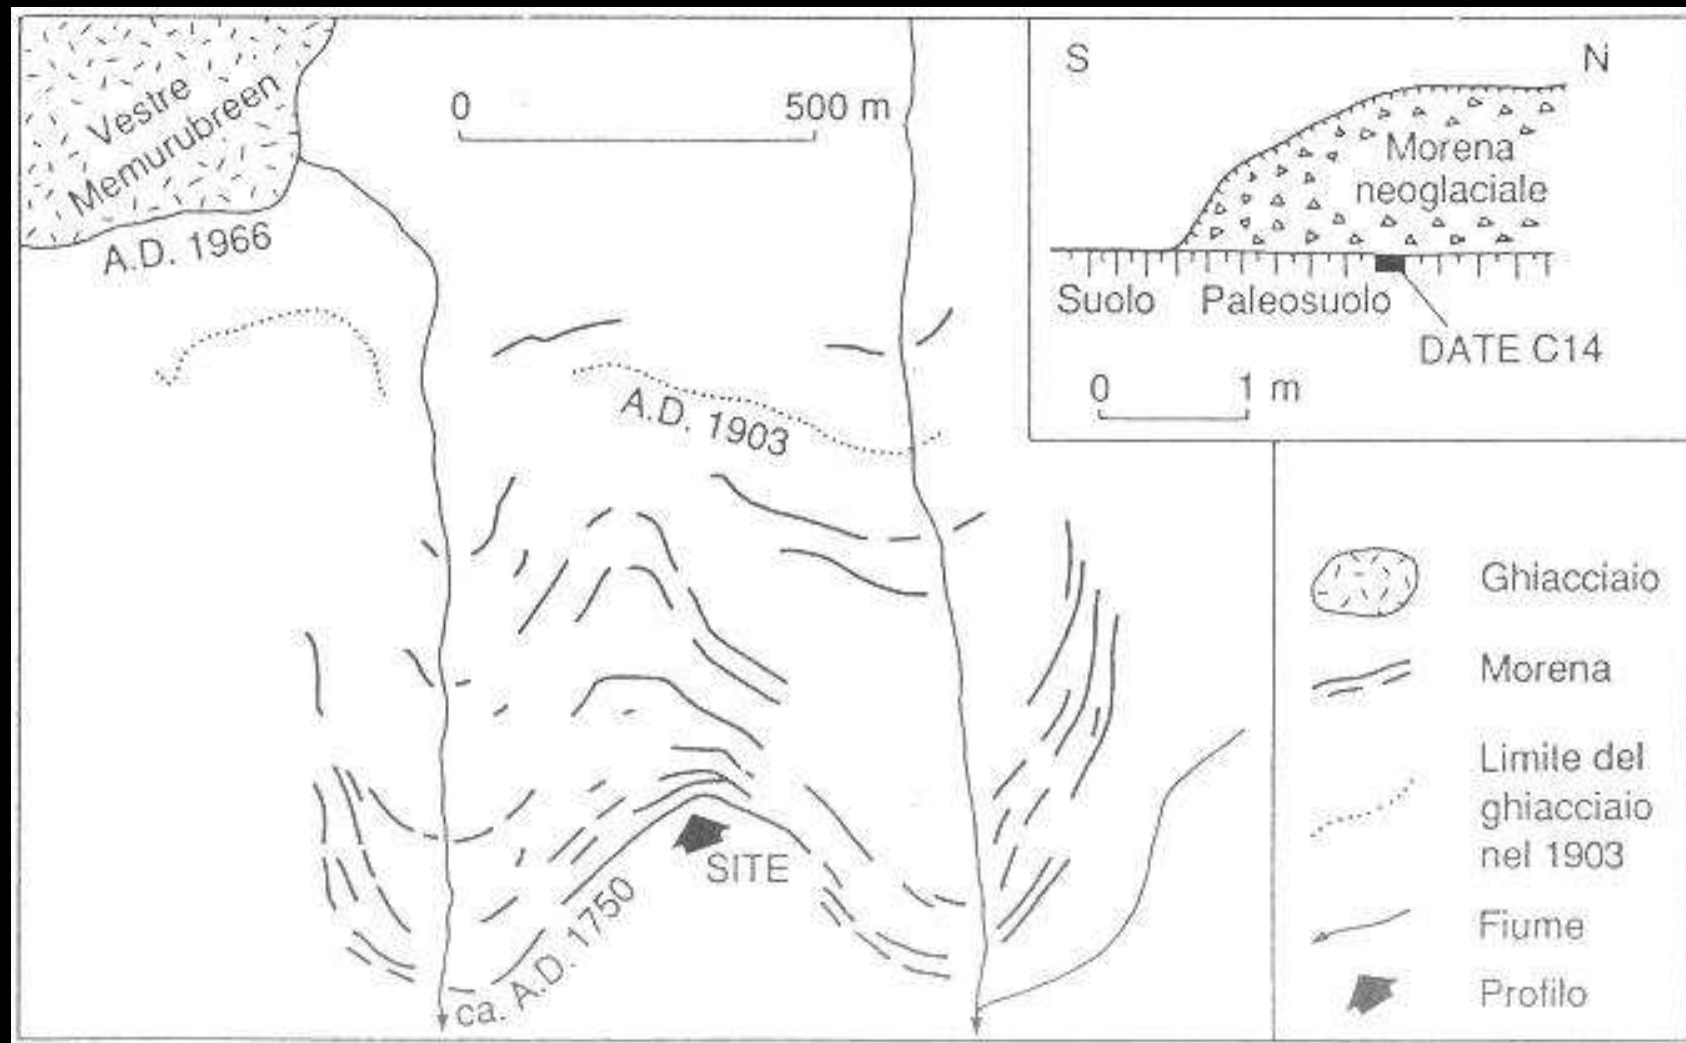 Vestre
Memurubreen
A.D. 1966
0 500 m
A.D. 1903
SITE
ca. A.D. 1750
S N
Morena
neoglaciale
Suolo Paleosuolo
DATE C14
0 1 m
Ghiacciaio
Morena
Limite del
ghiacciaio
nel 1903
Fiume
Profilo